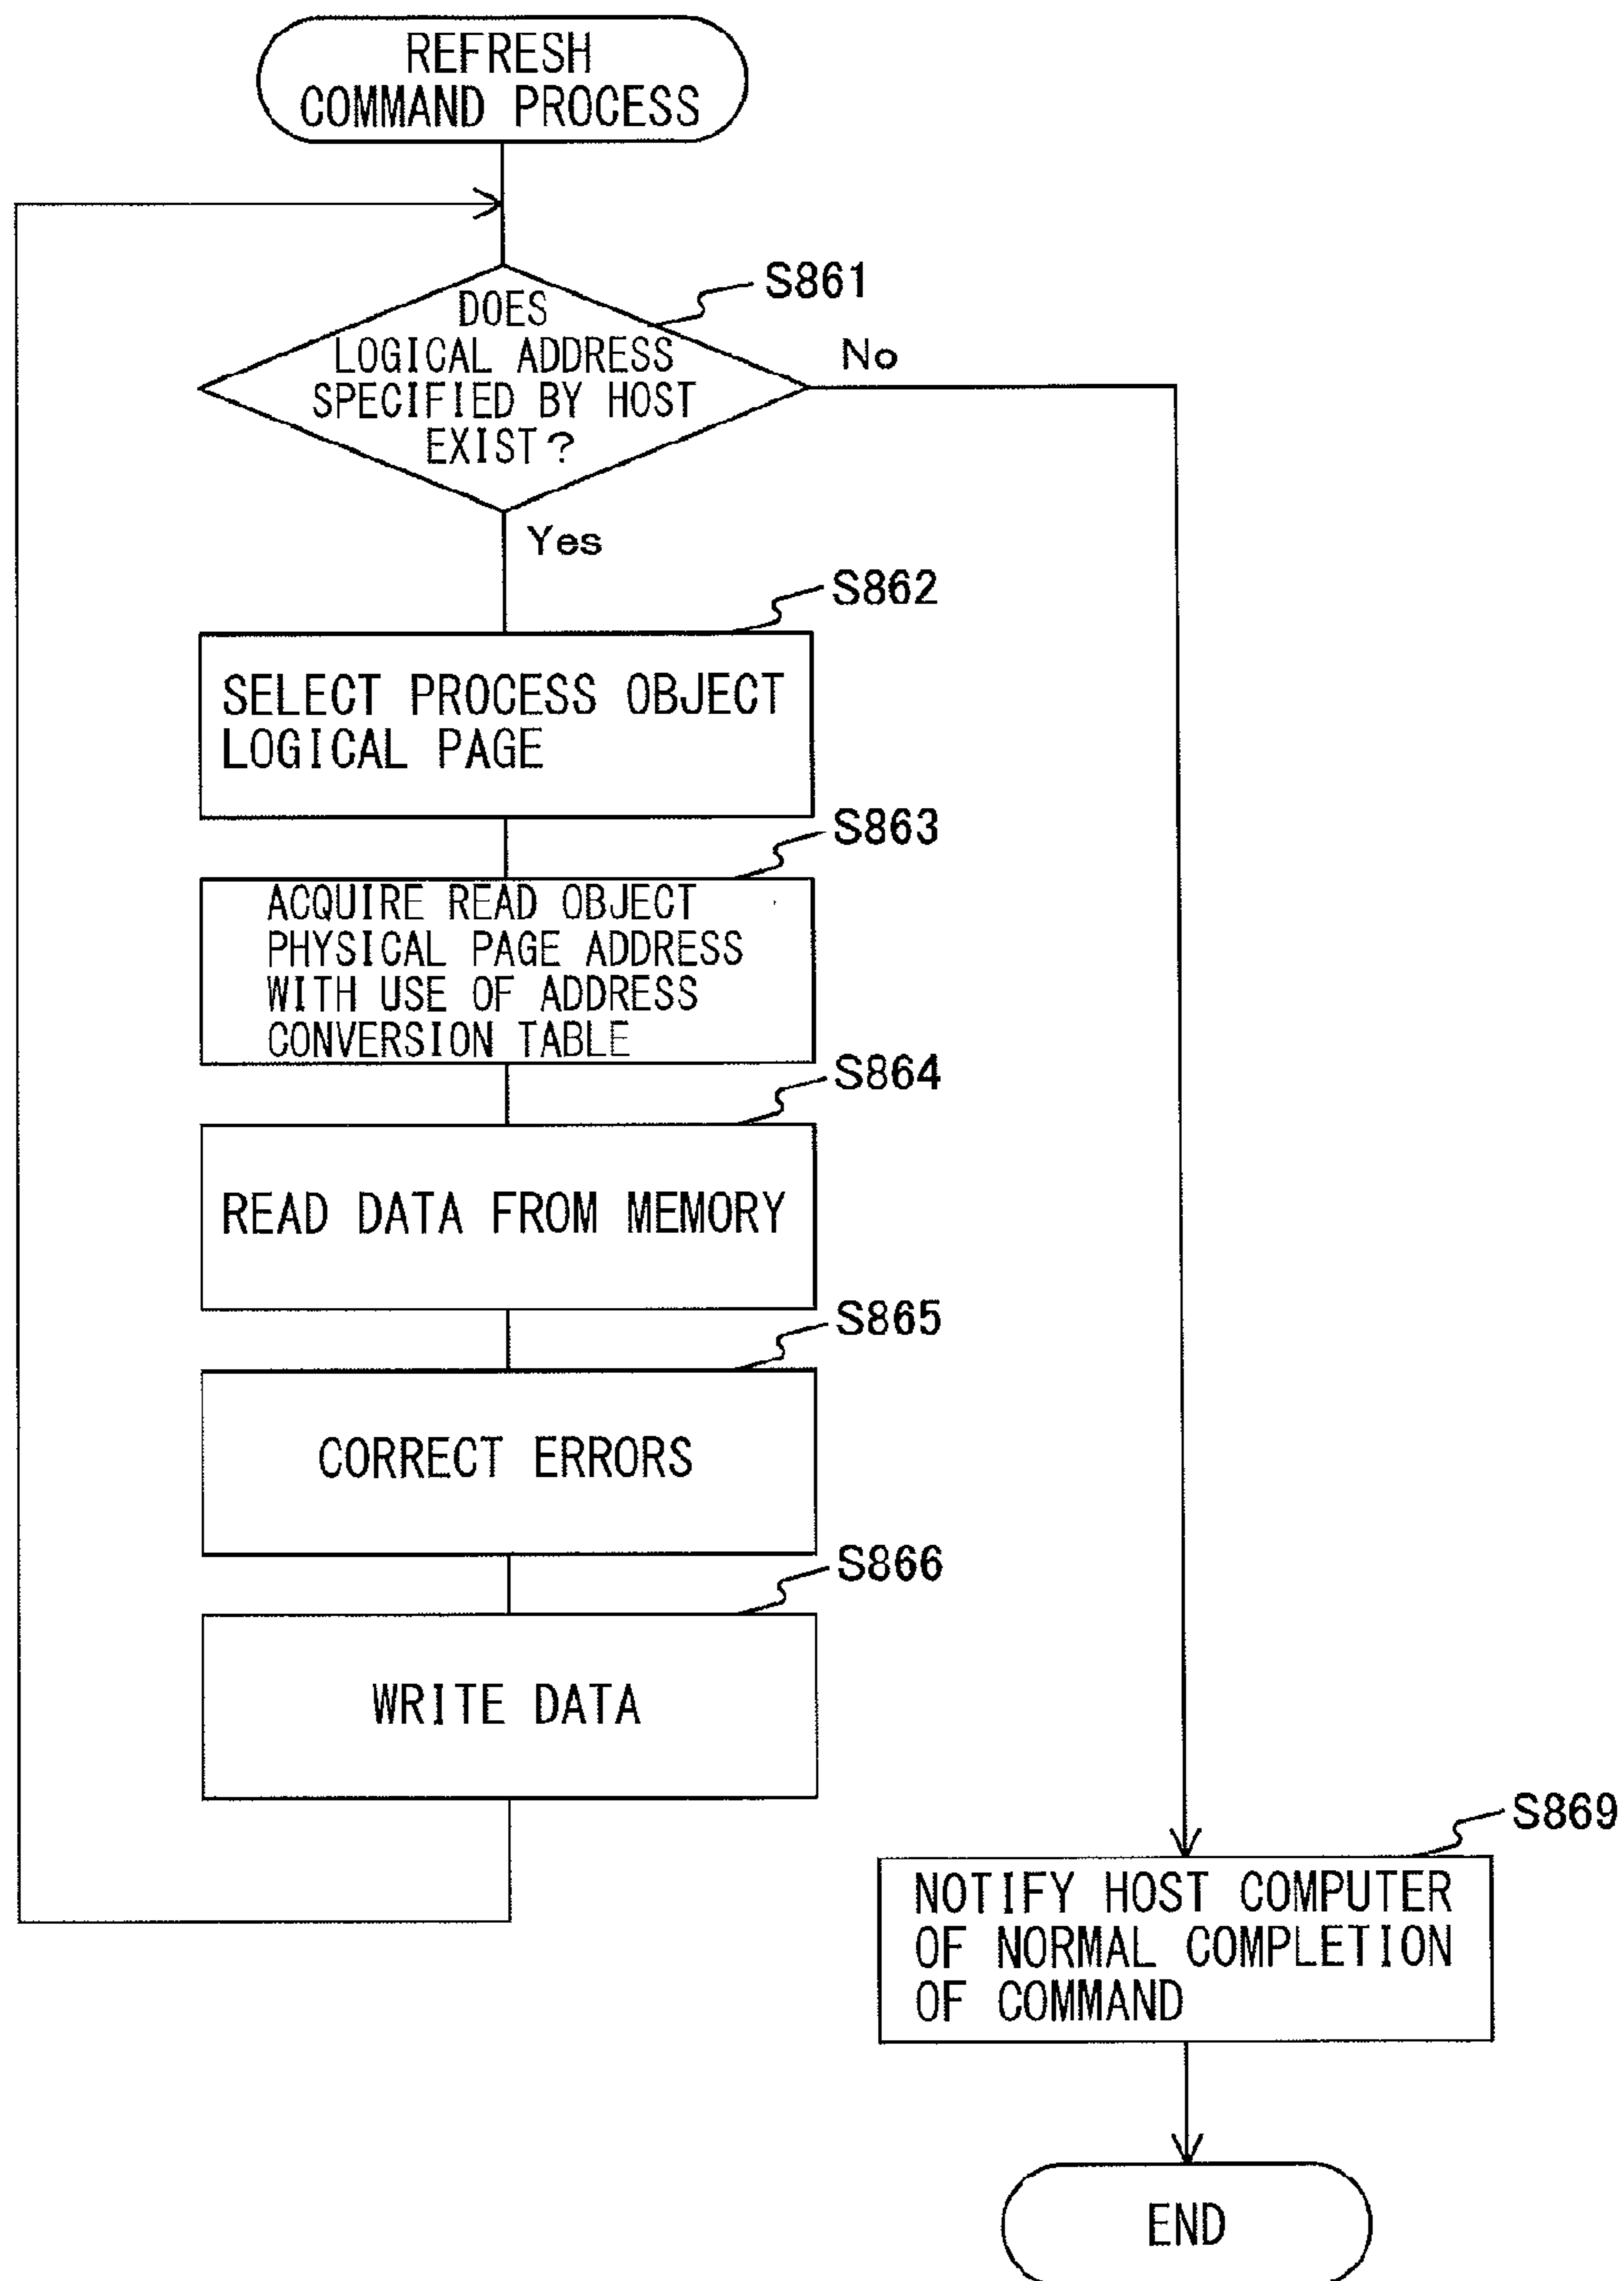 REFRESH
COMMAND PROCESS
S861
DOES
LOGICAL ADDRESS
SPECIFIED BY HOST
EXIST?
No
Yes
S862
SELECT PROCESS OBJECT
LOGICAL PAGE
S863
ACQUIRE READ OBJECT
PHYSICAL PAGE ADDRESS
WITH USE OF ADDRESS
CONVERSION TABLE
S864
READ DATA FROM MEMORY
S865
CORRECT ERRORS
S866
WRITE DATA
S869
NOTIFY HOST COMPUTER
OF NORMAL COMPLETION
OF COMMAND
END